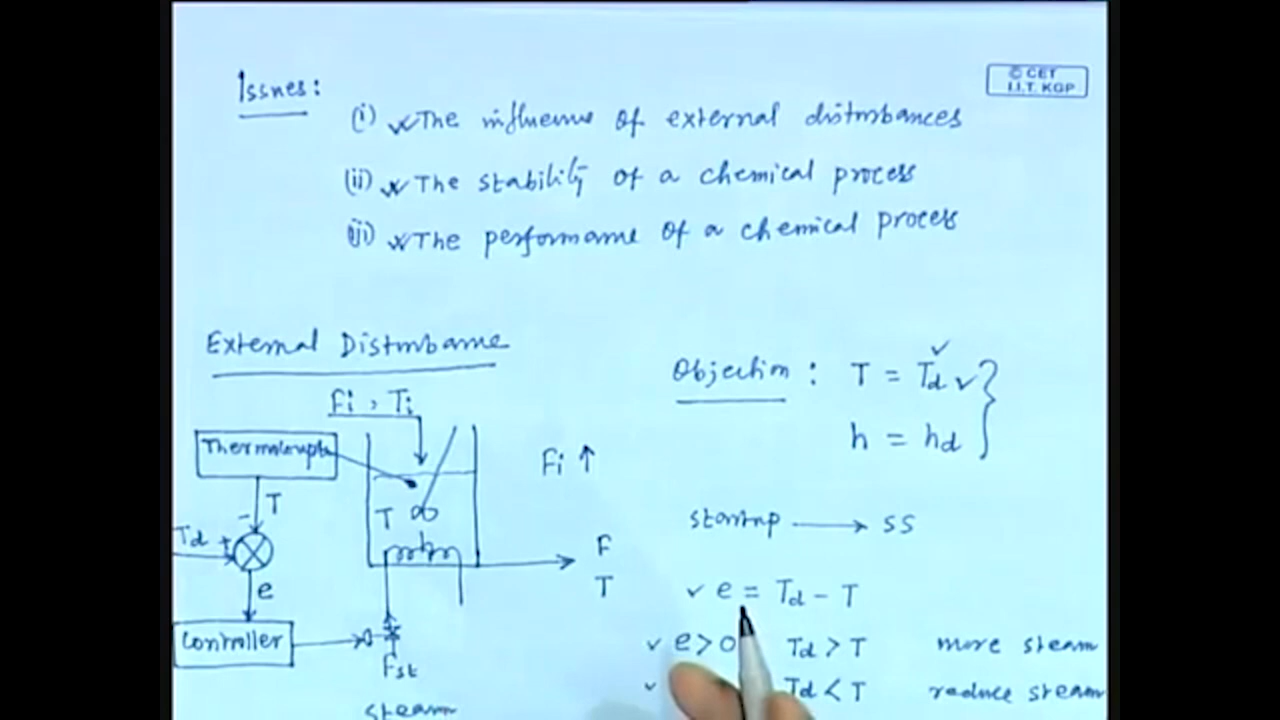 Issues:
© CET
I.I.T. KGP
(i) The influence of external disturbances
(ii) The stability of a chemical process
(iii) The performance of a chemical process
External Disturbance
Objection : T = Td
h = hd
Fi , Ti
Thermocouple
Fi ↑
T
T
startup → SS
Td +
-
F
T
e
e = Td - T
Controller
e > 0 Td > T more steam
Fst
Td < T reduce steam
steam